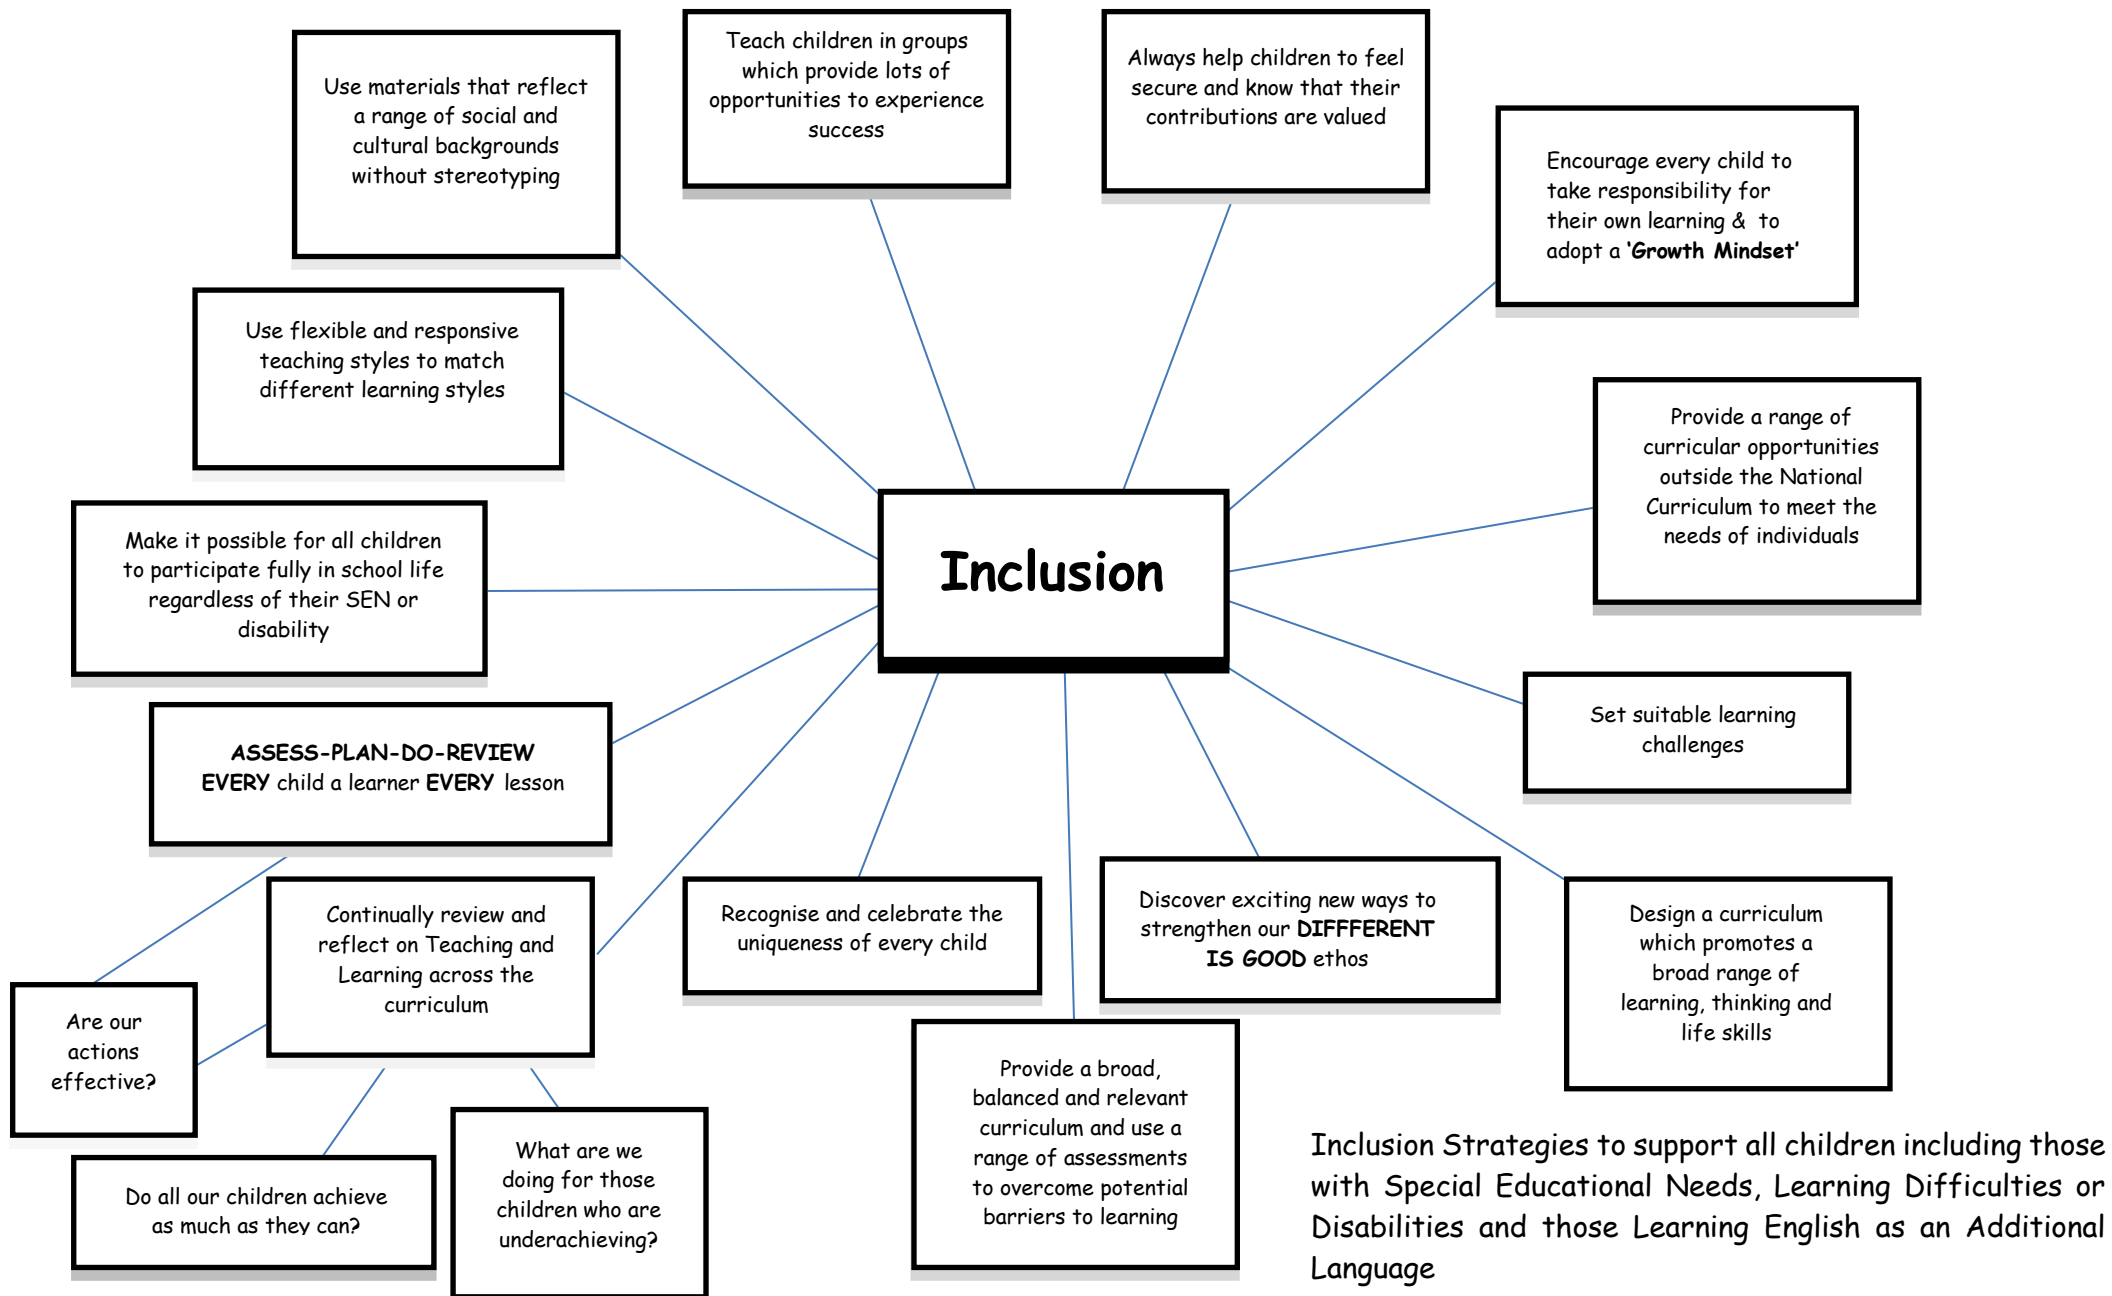 Use materials that reflect
a range of social and
cultural backgrounds
without stereotyping
Teach children in groups
which provide lots of
opportunities to experience
success
Always help children to feel
secure and know that their
contributions are valued
Encourage every child to
take responsibility for
their own learning & to
adopt a ‘Growth Mindset’
Use flexible and responsive
teaching styles to match
different learning styles
Provide a range of
curricular opportunities
outside the National
Curriculum to meet the
needs of individuals
Make it possible for all children
to participate fully in school life
regardless of their SEN or
disability
Inclusion
Set suitable learning
challenges
ASSESS-PLAN-DO-REVIEW
EVERY child a learner EVERY lesson
Continually review and
reflect on Teaching and
Learning across the
curriculum
Recognise and celebrate the
uniqueness of every child
Discover exciting new ways to
strengthen our DIFFFERENT
IS GOOD ethos
Design a curriculum
which promotes a
broad range of
learning, thinking and
life skills
Are our
actions
effective?
Do all our children achieve
as much as they can?
What are we
doing for those
children who are
underachieving?
Provide a broad,
balanced and relevant
curriculum and use a
range of assessments
to overcome potential
barriers to learning
Inclusion Strategies to support all children including those
with Special Educational Needs, Learning Difficulties or
Disabilities and those Learning English as an Additional
Language